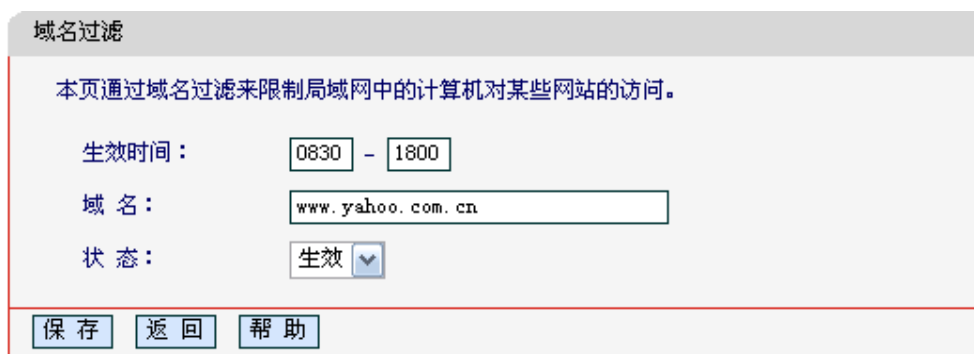 域名过滤
本页通过域名过滤来限制局域网中的计算机对某些网站的访问。
生效时间： 0830 - 1800
域 名： www.yahoo.com.cn
状 态： 生效
保 存 返 回 帮 助